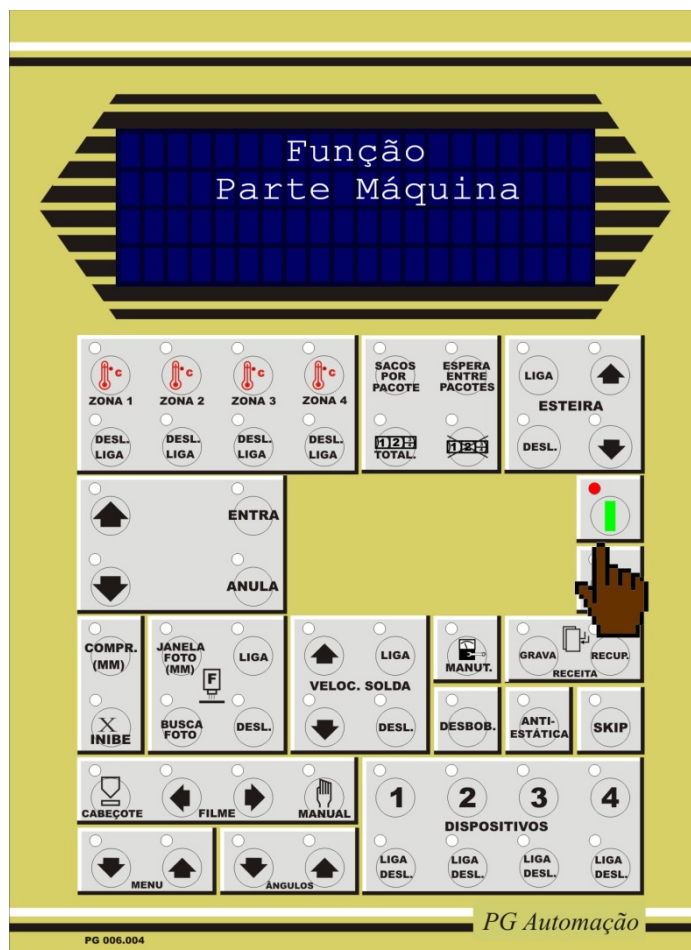 Função
Parte Máquina
°C
°C
°C
°C
ZONA 1
ZONA 2
ZONA 3
ZONA 4
DESL.
LIGA
DESL.
LIGA
DESL.
LIGA
DESL.
LIGA
SACOS
POR
PACOTE
ESPERA
ENTRE
PACOTES
TOTAL.
LIGA
ESTEIRA
DESL.
ENTRA
ANULA
COMPR.
(MM)
X
INIBE
JANELA
FOTO
(MM)
LIGA
F
BUSCA
FOTO
DESL.
LIGA
VELOC. SOLDA
DESL.
MANUT.
GRAVA
RECUP.
RECEITA
DESBOB.
ANTI-
ESTÁTICA
SKIP
CABEÇOTE
FILME
MANUAL
1
2
3
4
DISPOSITIVOS
LIGA
DESL.
LIGA
DESL.
LIGA
DESL.
LIGA
DESL.
MENU
ÂNGULOS
PG Automação
PG 006.004